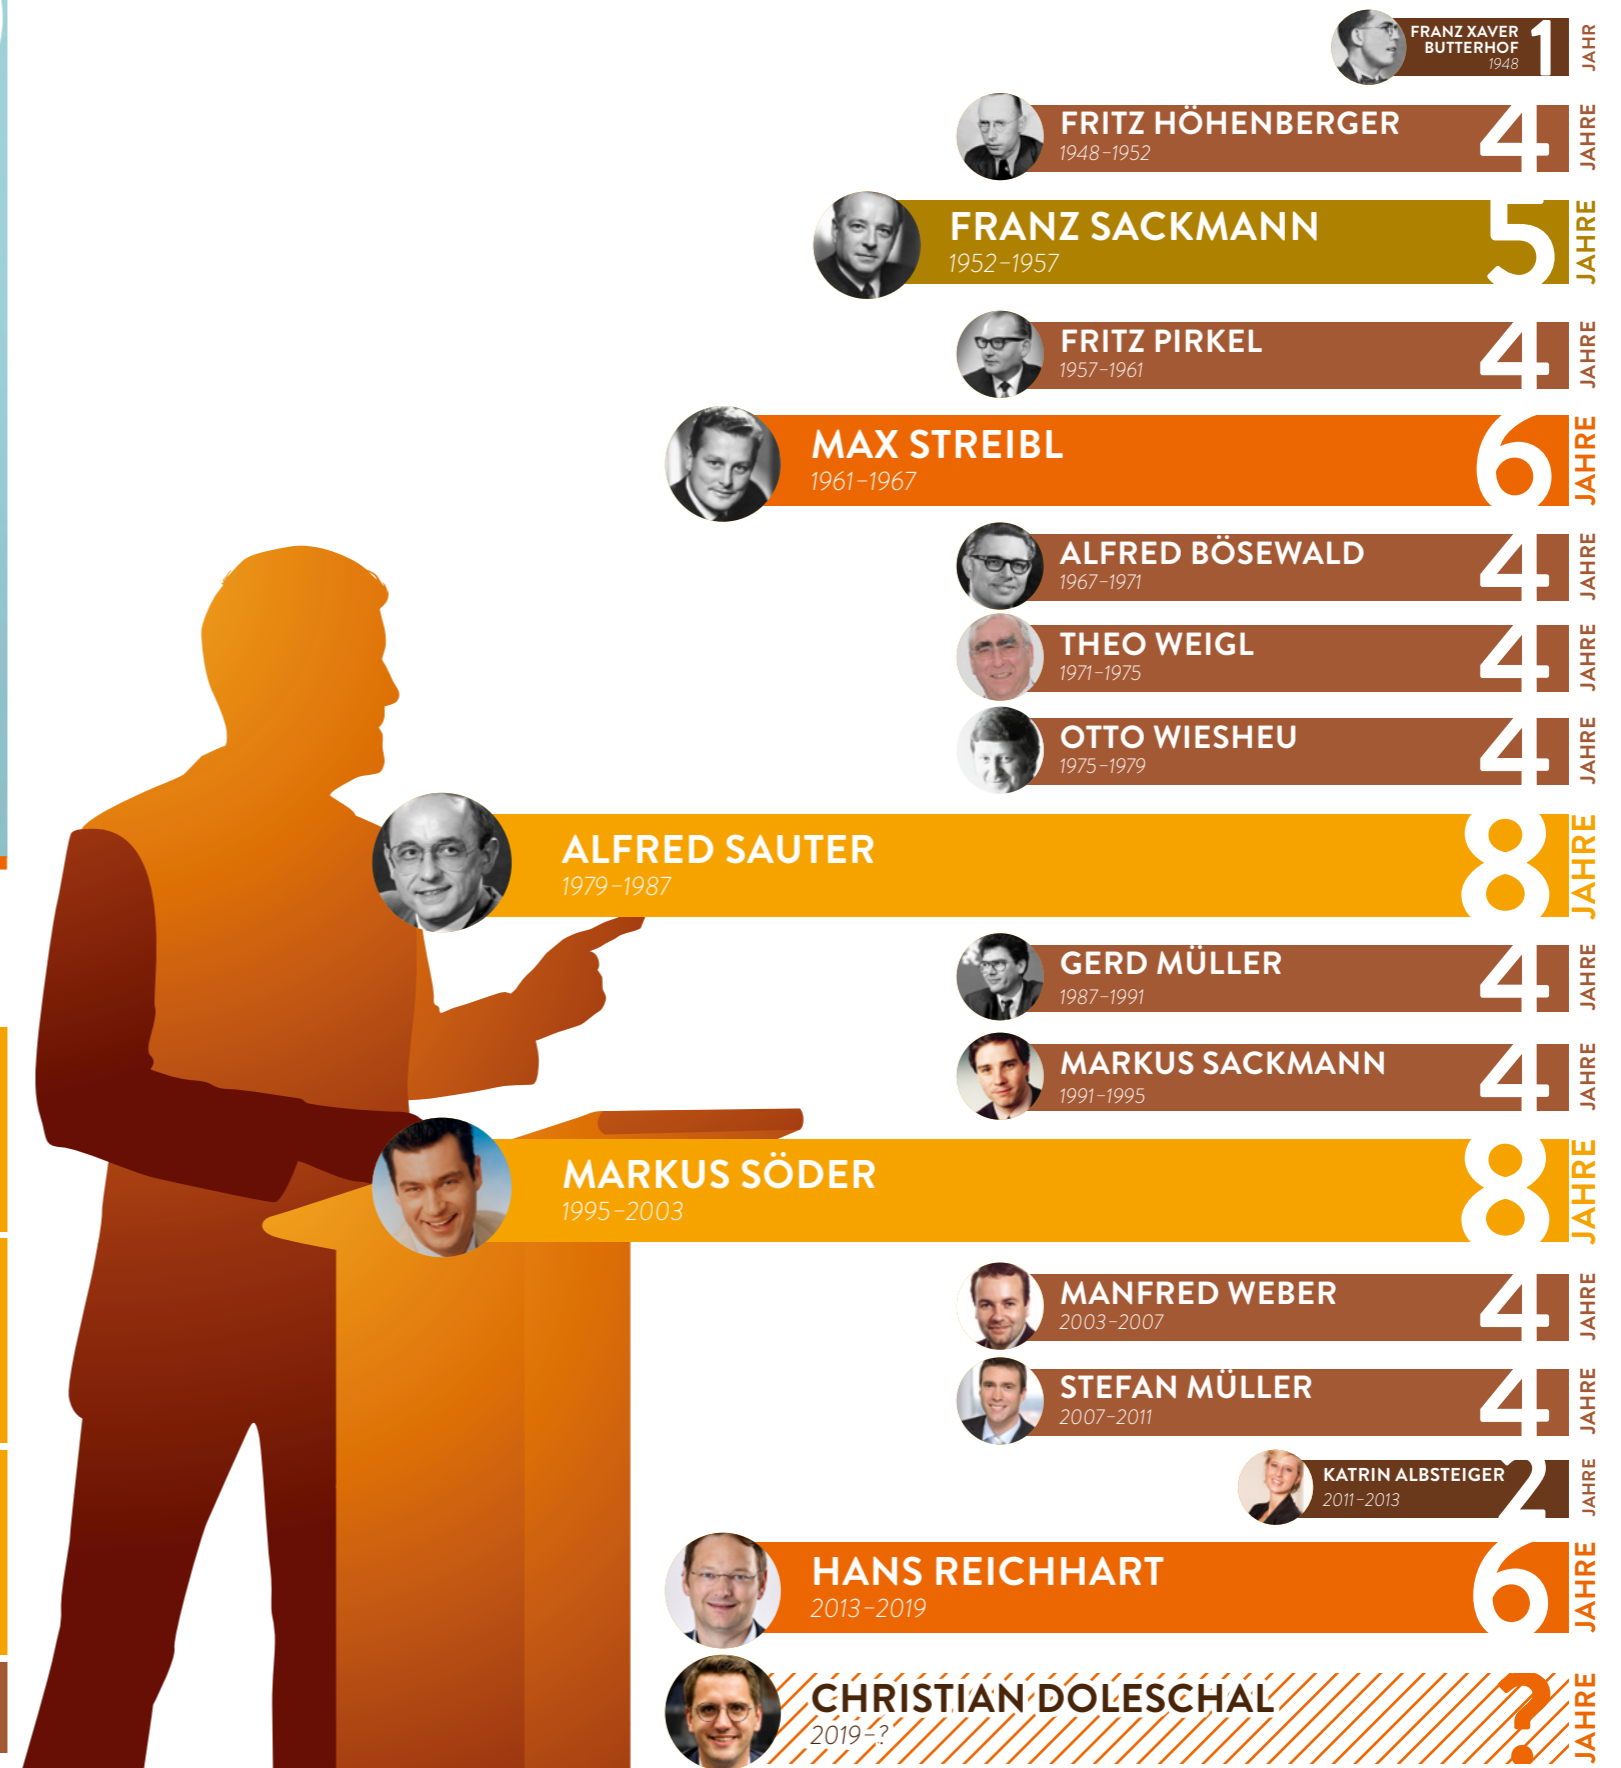 FRANZ XAVER
BUTTERHOF
1948
1
JAHR
FRITZ HÖHENBERGER
1948–1952
4
JAHRE
FRANZ SACKMANN
1952–1957
5
JAHRE
FRITZ PIRKEL
1957–1961
4
JAHRE
MAX STREIBL
1961–1967
6
JAHRE
ALFRED BÖSEWALD
1967–1971
4
JAHRE
THEO WEIGL
1971–1975
4
JAHRE
OTTO WIESHEU
1975–1979
4
JAHRE
ALFRED SAUTER
1979–1987
8
JAHRE
GERD MÜLLER
1987–1991
4
JAHRE
MARKUS SACKMANN
1991–1995
4
JAHRE
MARKUS SÖDER
1995–2003
8
JAHRE
MANFRED WEBER
2003–2007
4
JAHRE
STEFAN MÜLLER
2007–2011
4
JAHRE
KATRIN ALBSTEIGER
2011–2013
2
JAHRE
HANS REICHHART
2013–2019
6
JAHRE
CHRISTIAN DOLESCHAL
2019–?
?
JAHRE